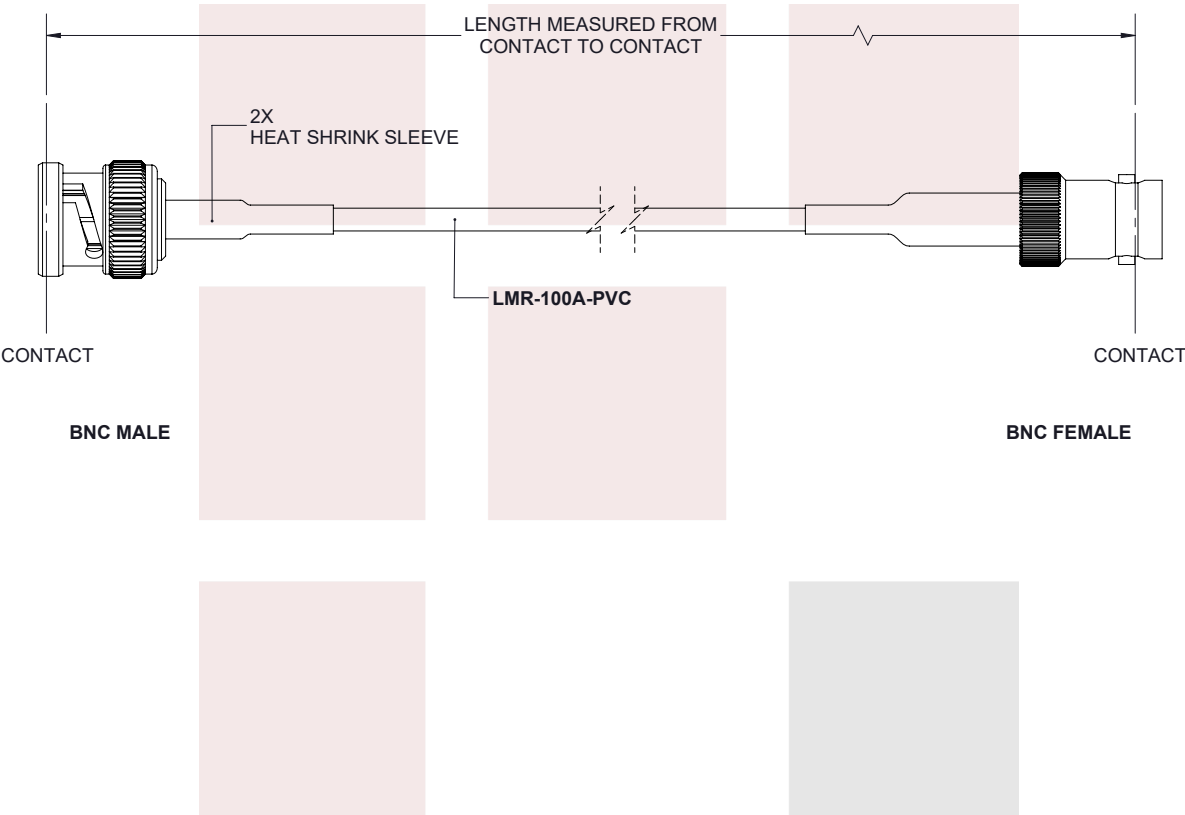 LENGTH MEASURED FROM
CONTACT TO CONTACT
2X
HEAT SHRINK SLEEVE
LMR-100A-PVC
CONTACT
CONTACT
BNC MALE
BNC FEMALE